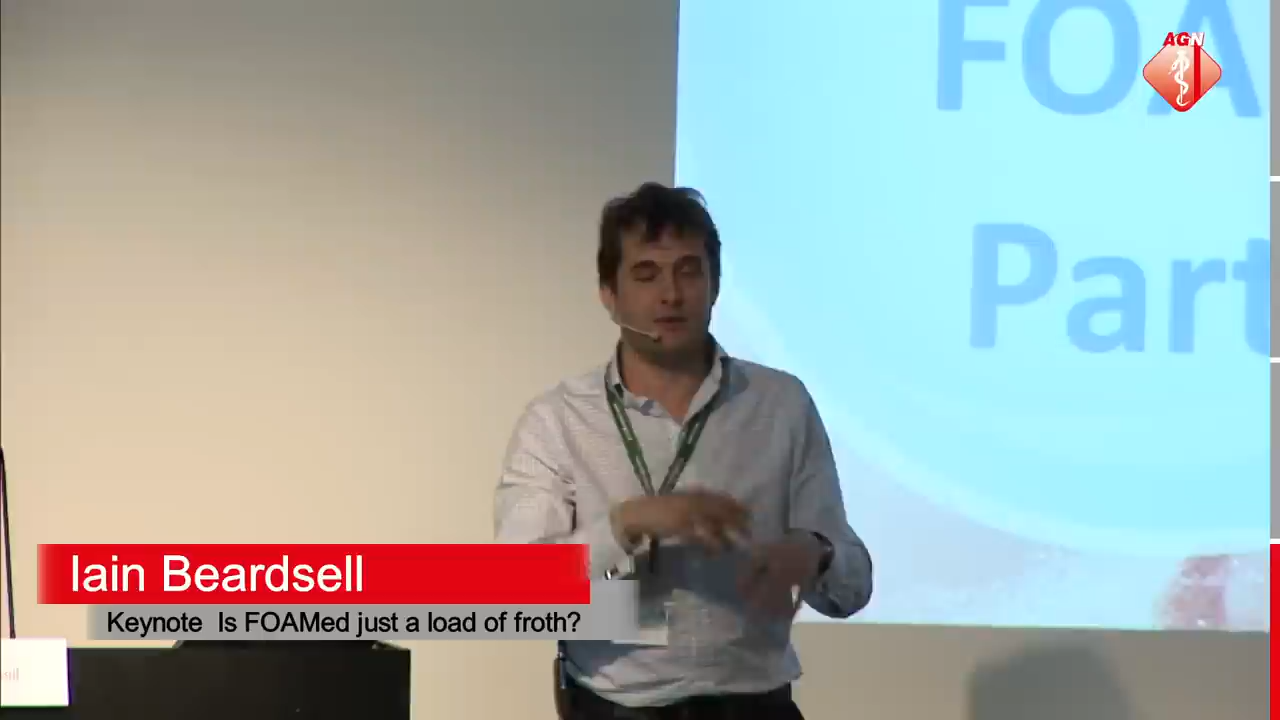 FOA
AGN
Part
Iain Beardsell
Keynote Is FOAMed just a load of froth?